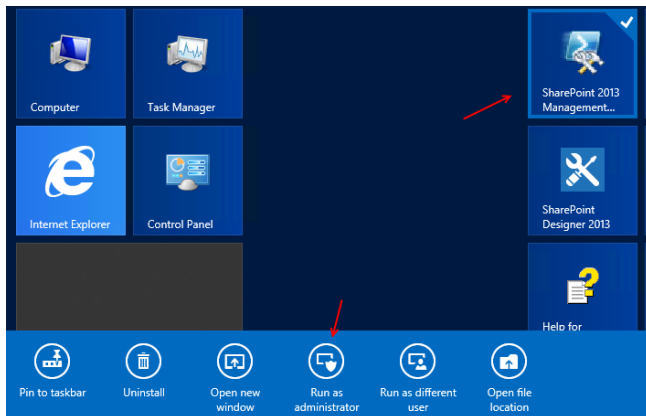 Computer
Task Manager
SharePoint 2013
Management...
Internet Explorer
Control Panel
SharePoint
Designer 2013
Help for
Pin to taskbar
Uninstall
Open new
window
Run as
administrator
Run as different
user
Open file
location